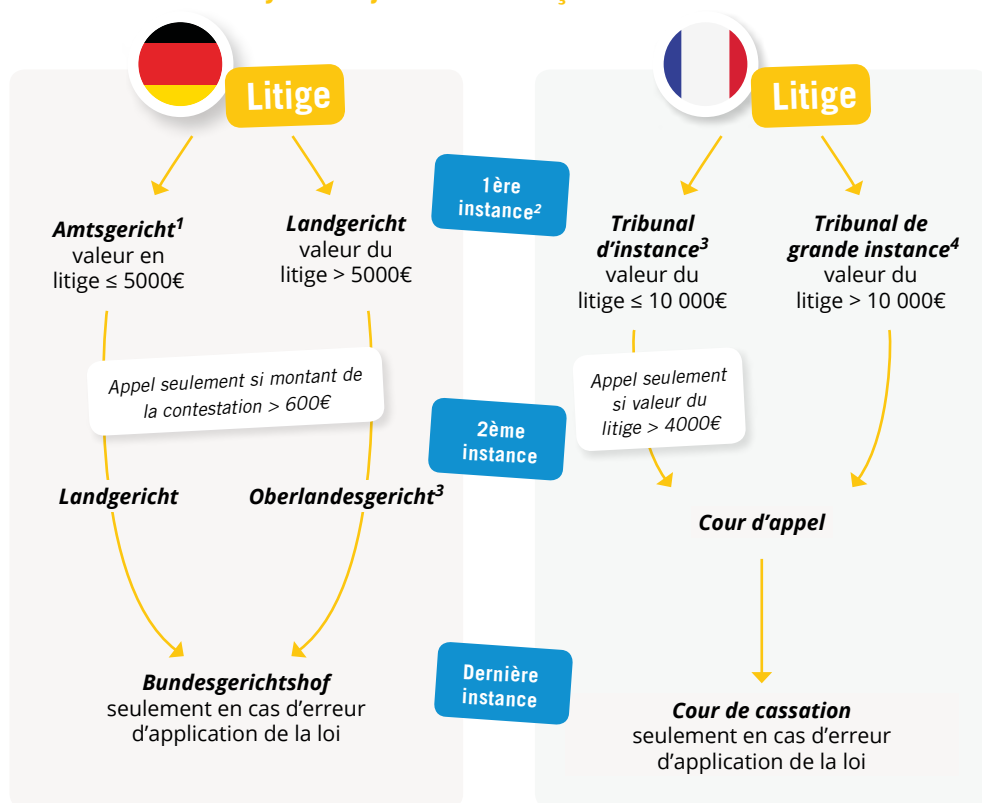 Litige
Amtsgericht¹
valeur en
litige ≤ 5000€
Landgericht
valeur du
litige > 5000€
Appel seulement si montant de
la contestation > 600€
Landgericht
Oberlandesgericht³
Bundesgerichtshof
seulement en cas d’erreur
d’application de la loi
1ère
instance²
2ème
instance
Dernière
instance
Litige
Tribunal
d’instance³
valeur du
litige ≤ 10 000€
Tribunal de
grande instance⁴
valeur du
litige > 10 000€
Appel seulement
si valeur du
litige > 4000€
Cour d’appel
Cour de cassation
seulement en cas d’erreur
d’application de la loi